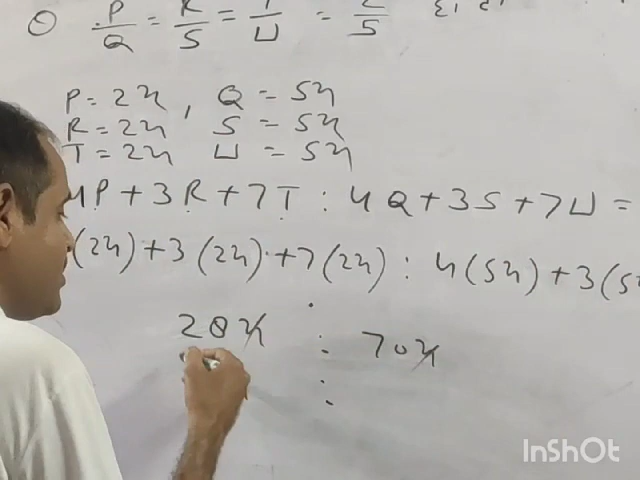 P/Q = R/S = T/U = 2/5
P = 2x, Q = 5x
R = 2x, S = 5x
T = 2x U = 5x
4P + 3R + 7T : 4Q + 3S + 7U =
(2x) + 3(2x) + 7(2x) : 4(5x) + 3(5x
28x : 70x
:
InShOt